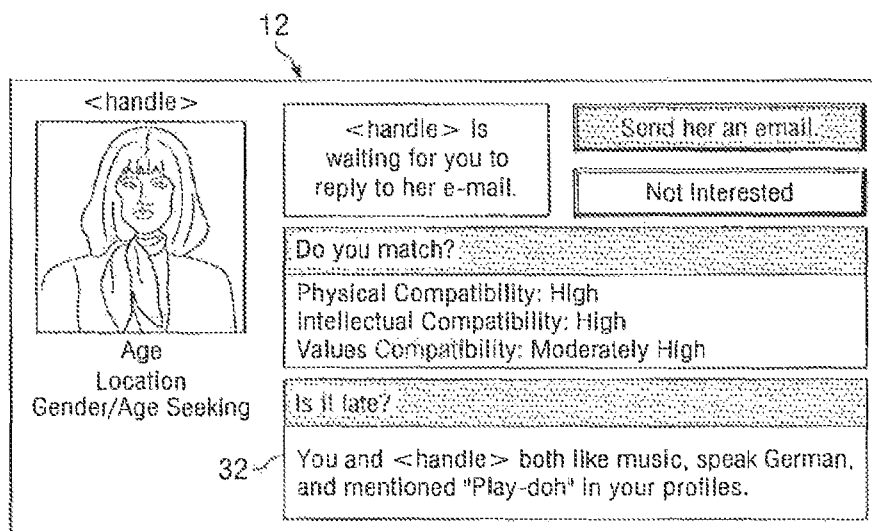 12
<handle>
<handle> is
waiting for you to
reply to her e-mail.
Send her an email.
Not Interested
Do you match?
Physical Compatibility: High
Intellectual Compatibility: High
Values Compatibility: Moderately High
Age
Location
Gender/Age Seeking
Is it late?
32
You and <handle> both like music, speak German,
and mentioned "Play-doh" in your profiles.